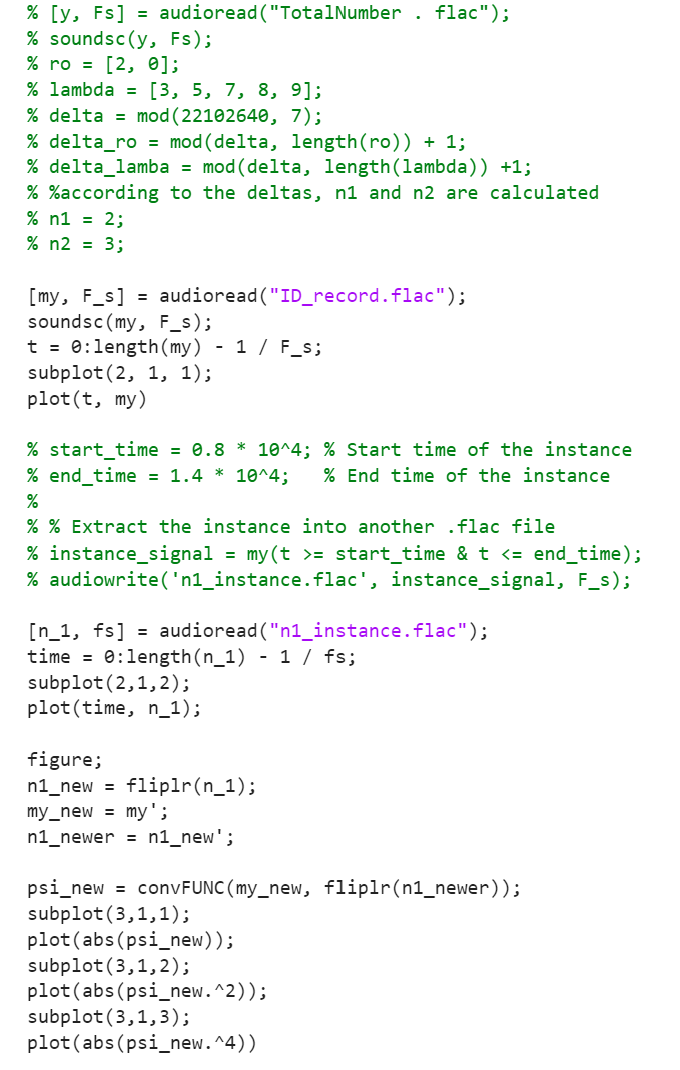 % [y, Fs] = audioread("TotalNumber . flac");
% soundsc(y, Fs);
% ro = [2, 0];
% lambda = [3, 5, 7, 8, 9];
% delta = mod(22102640, 7);
% delta_ro = mod(delta, length(ro)) + 1;
% delta_lamba = mod(delta, length(lambda)) +1;
% %according to the deltas, n1 and n2 are calculated
% n1 = 2;
% n2 = 3;
[my, F_s] = audioread("ID_record.flac");
soundsc(my, F_s);
t = 0:length(my) - 1 / F_s;
subplot(2, 1, 1);
plot(t, my)
% start_time = 0.8 * 10^4; % Start time of the instance
% end_time = 1.4 * 10^4;   % End time of the instance
%
% % Extract the instance into another .flac file
% instance_signal = my(t >= start_time & t <= end_time);
% audiowrite('n1_instance.flac', instance_signal, F_s);
[n_1, fs] = audioread("n1_instance.flac");
time = 0:length(n_1) - 1 / fs;
subplot(2,1,2);
plot(time, n_1);
figure;
n1_new = fliplr(n_1);
my_new = my';
n1_newer = n1_new';
psi_new = convFUNC(my_new, fliplr(n1_newer));
subplot(3,1,1);
plot(abs(psi_new));
subplot(3,1,2);
plot(abs(psi_new.^2));
subplot(3,1,3);
plot(abs(psi_new.^4))